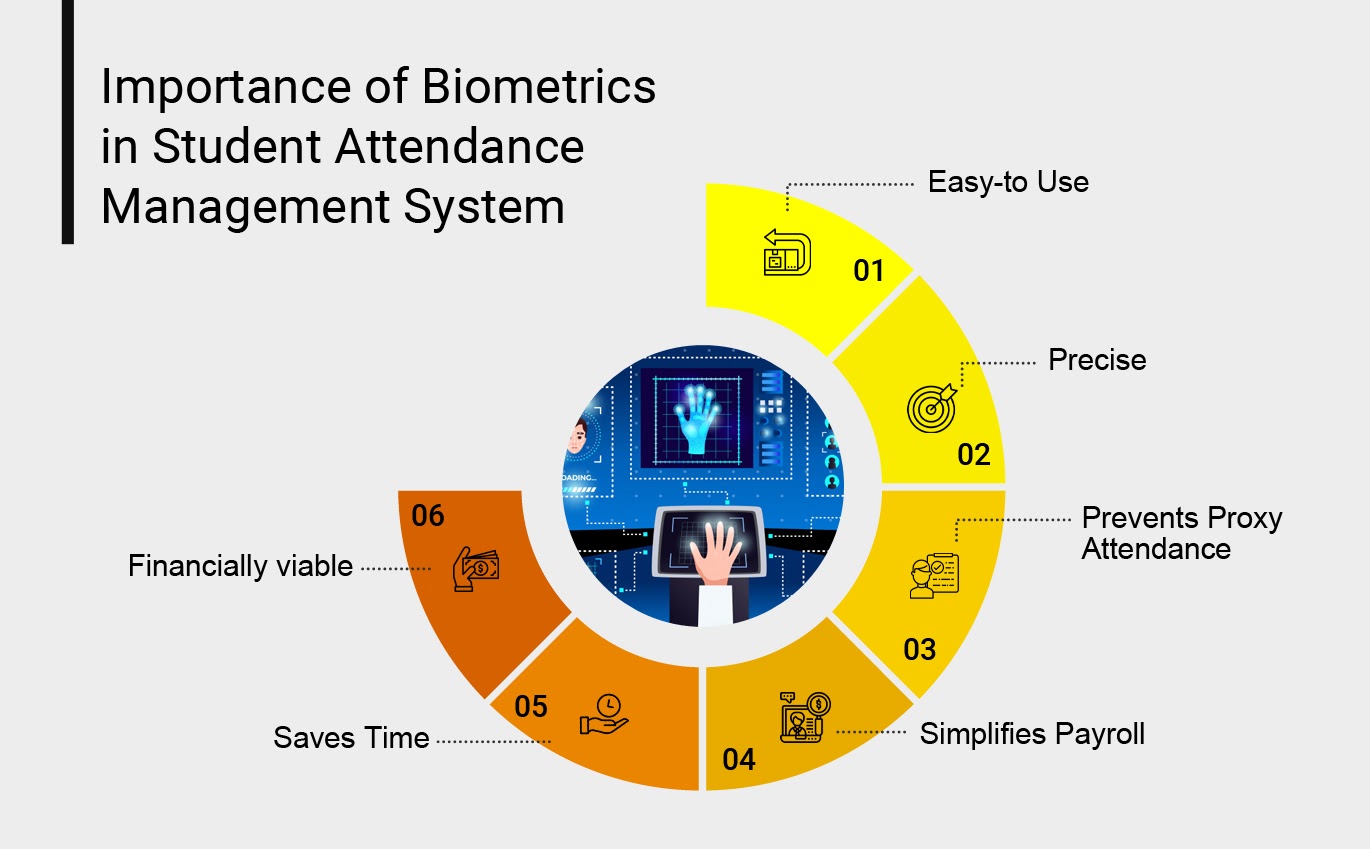 Importance of Biometrics
in Student Attendance
Management System
Easy-to Use
01
Precise
02
Prevents Proxy
Attendance
03
Simplifies Payroll
04
Saves Time
05
Financially viable
06
OADING...